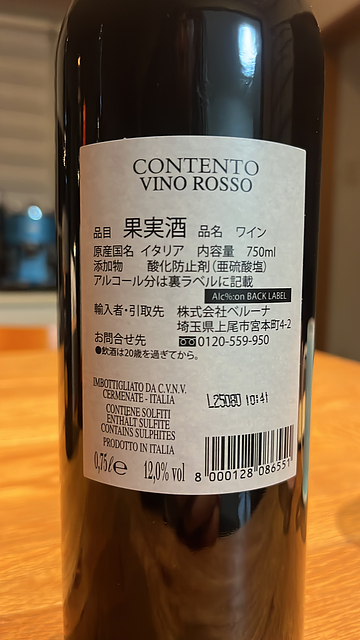 CONTENTO
VINO ROSSO
品目 果実酒 品名 ワイン
原産国名 イタリア 内容量 750ml
添加物 酸化防止剤(亜硫酸塩)
アルコール分は裏ラベルに記載
Alc%:on BACK LABEL
輸入者・引取先 株式会社ベルーナ
埼玉県上尾市宮本町4-2
お問合せ先 0120-559-950
●飲酒は20歳を過ぎてから。
IMBOTTIGLIATO DA C.V.N.V.
CERMENATE - ITALIA
L25080 10:41
CONTIENE SOLFITI
ENTHALT SULFITE
CONTAINS SULPHITES
PRODOTTO IN ITALIA
0,75ℓ℮ 12,0% vol
8 000128 086551